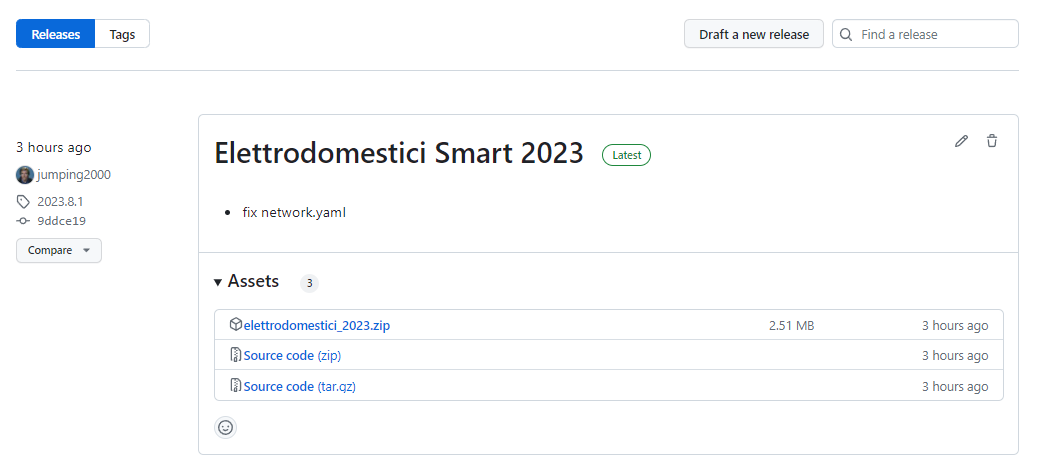 Releases Tags Draft a new release Find a release
3 hours ago
jumping2000
2023.8.1
9ddce19
Compare
Elettrodomestici Smart 2023 Latest
fix network.yaml
Assets 3
elettrodomestici_2023.zip 2.51 MB 3 hours ago
Source code (zip) 3 hours ago
Source code (tar.gz) 3 hours ago